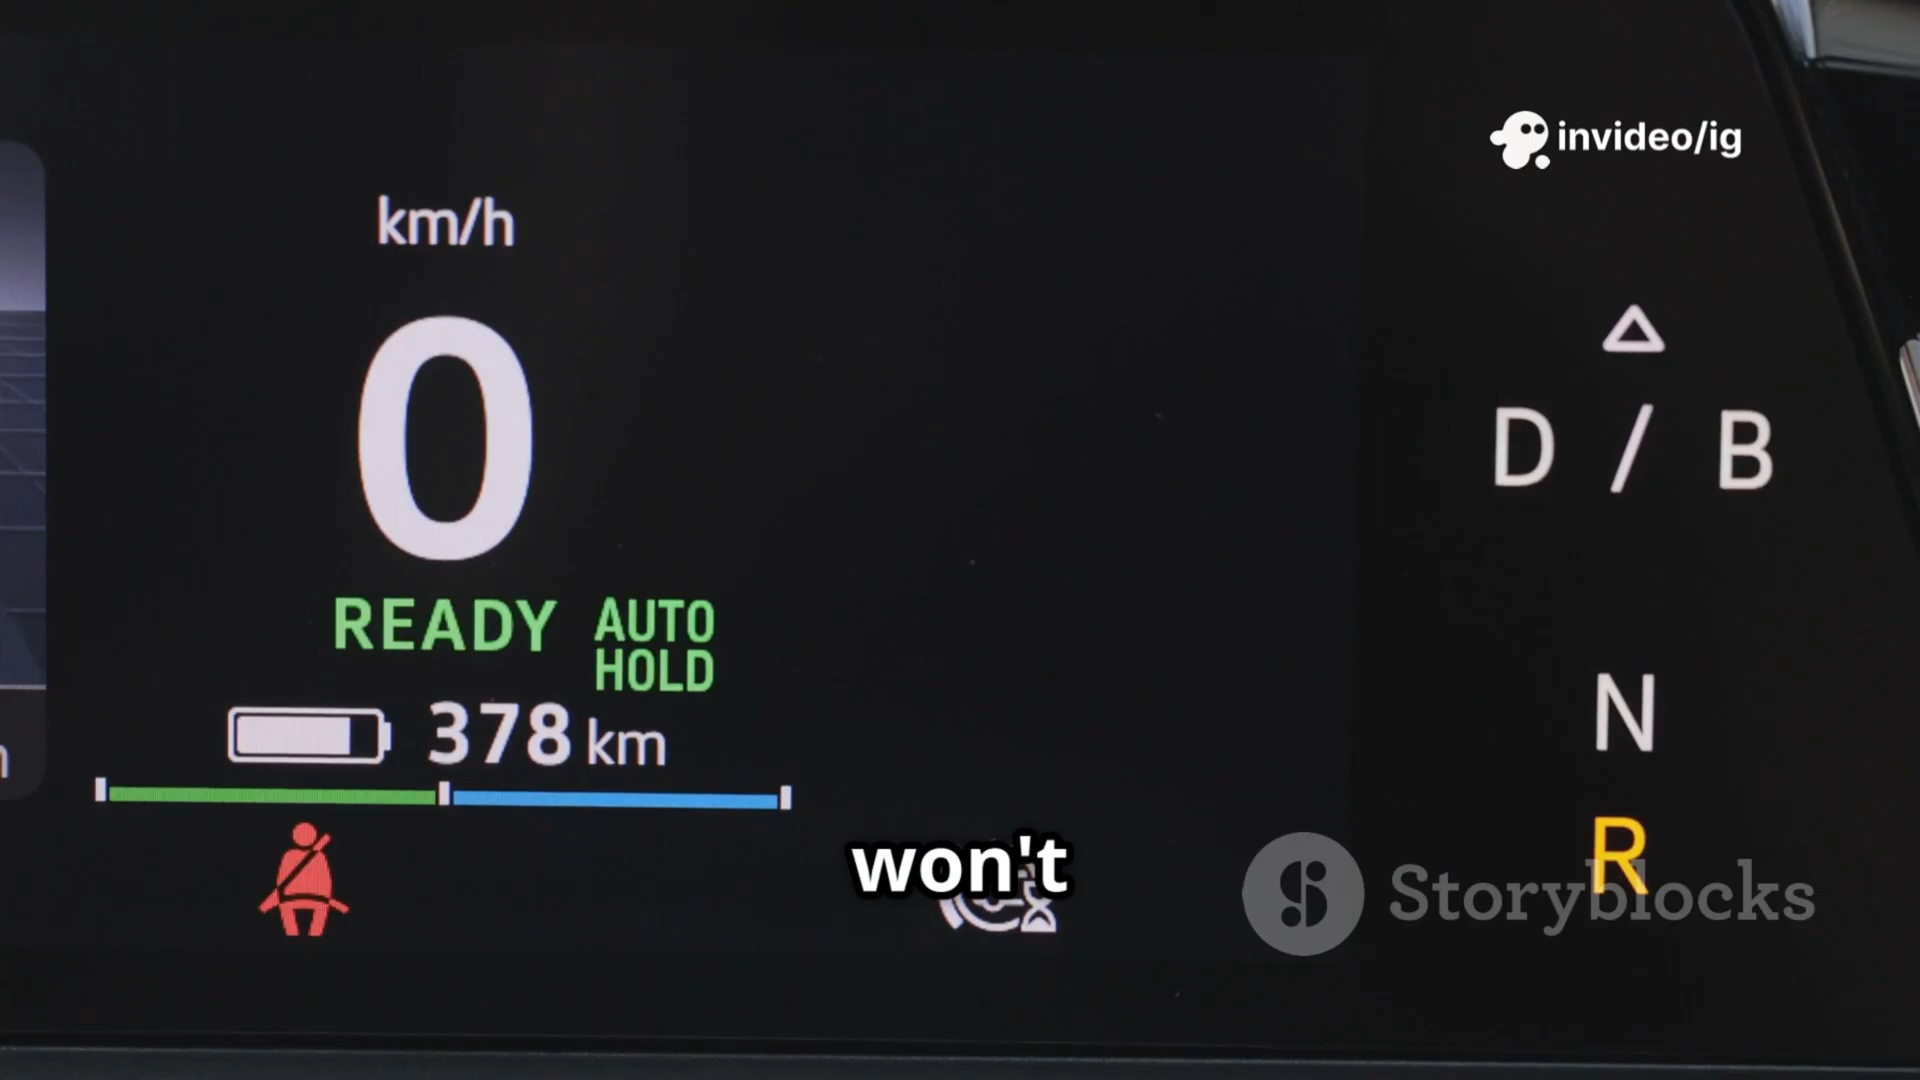 invideo/ig
km/h
0
D / B
READY
AUTO
HOLD
N
378 km
R
won't
Storyblocks